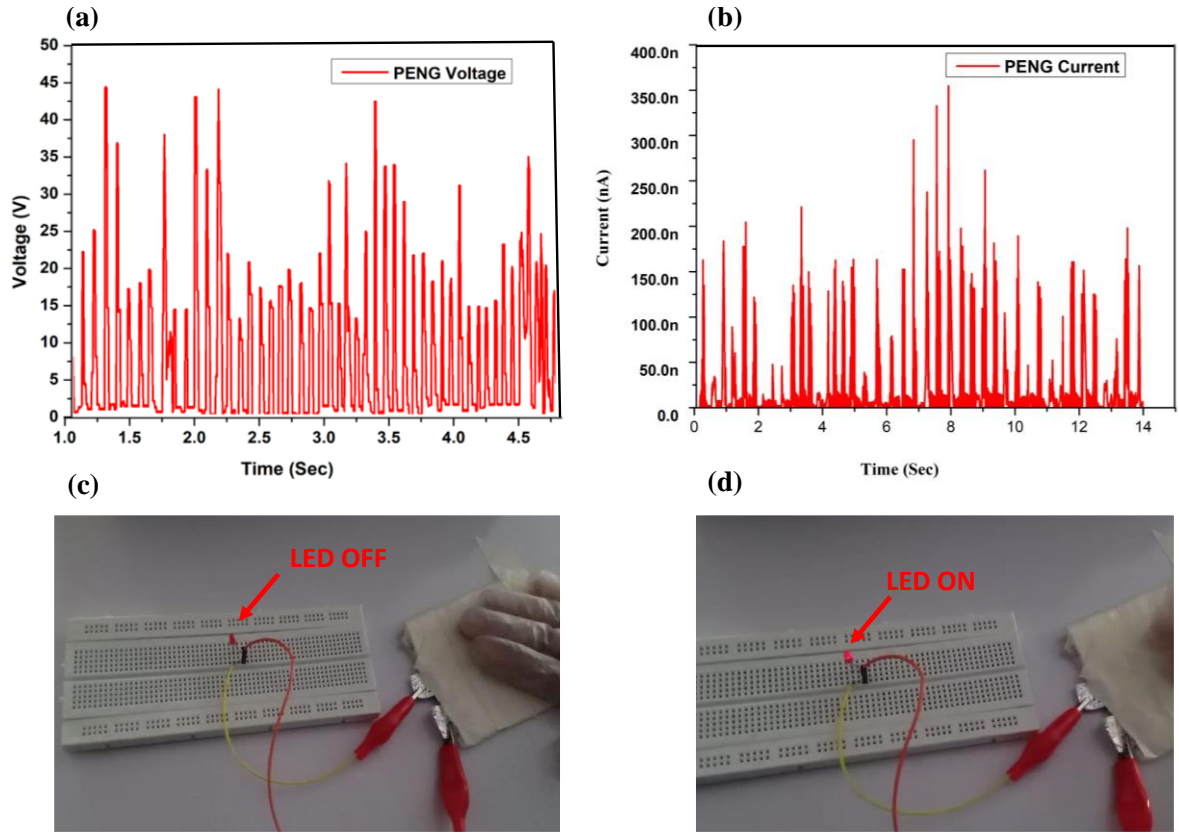 (a)
PENG Voltage
50
45
40
35
30
25
20
15
10
5
0
Voltage (V)
1.0 1.5 2.0 2.5 3.0 3.5 4.0 4.5
Time (Sec)
(b)
PENG Current
400.0n
350.0n
300.0n
250.0n
200.0n
150.0n
100.0n
50.0n
0.0
Current (nA)
0 2 4 6 8 10 12 14
Time (Sec)
(c)
LED OFF
(d)
LED ON